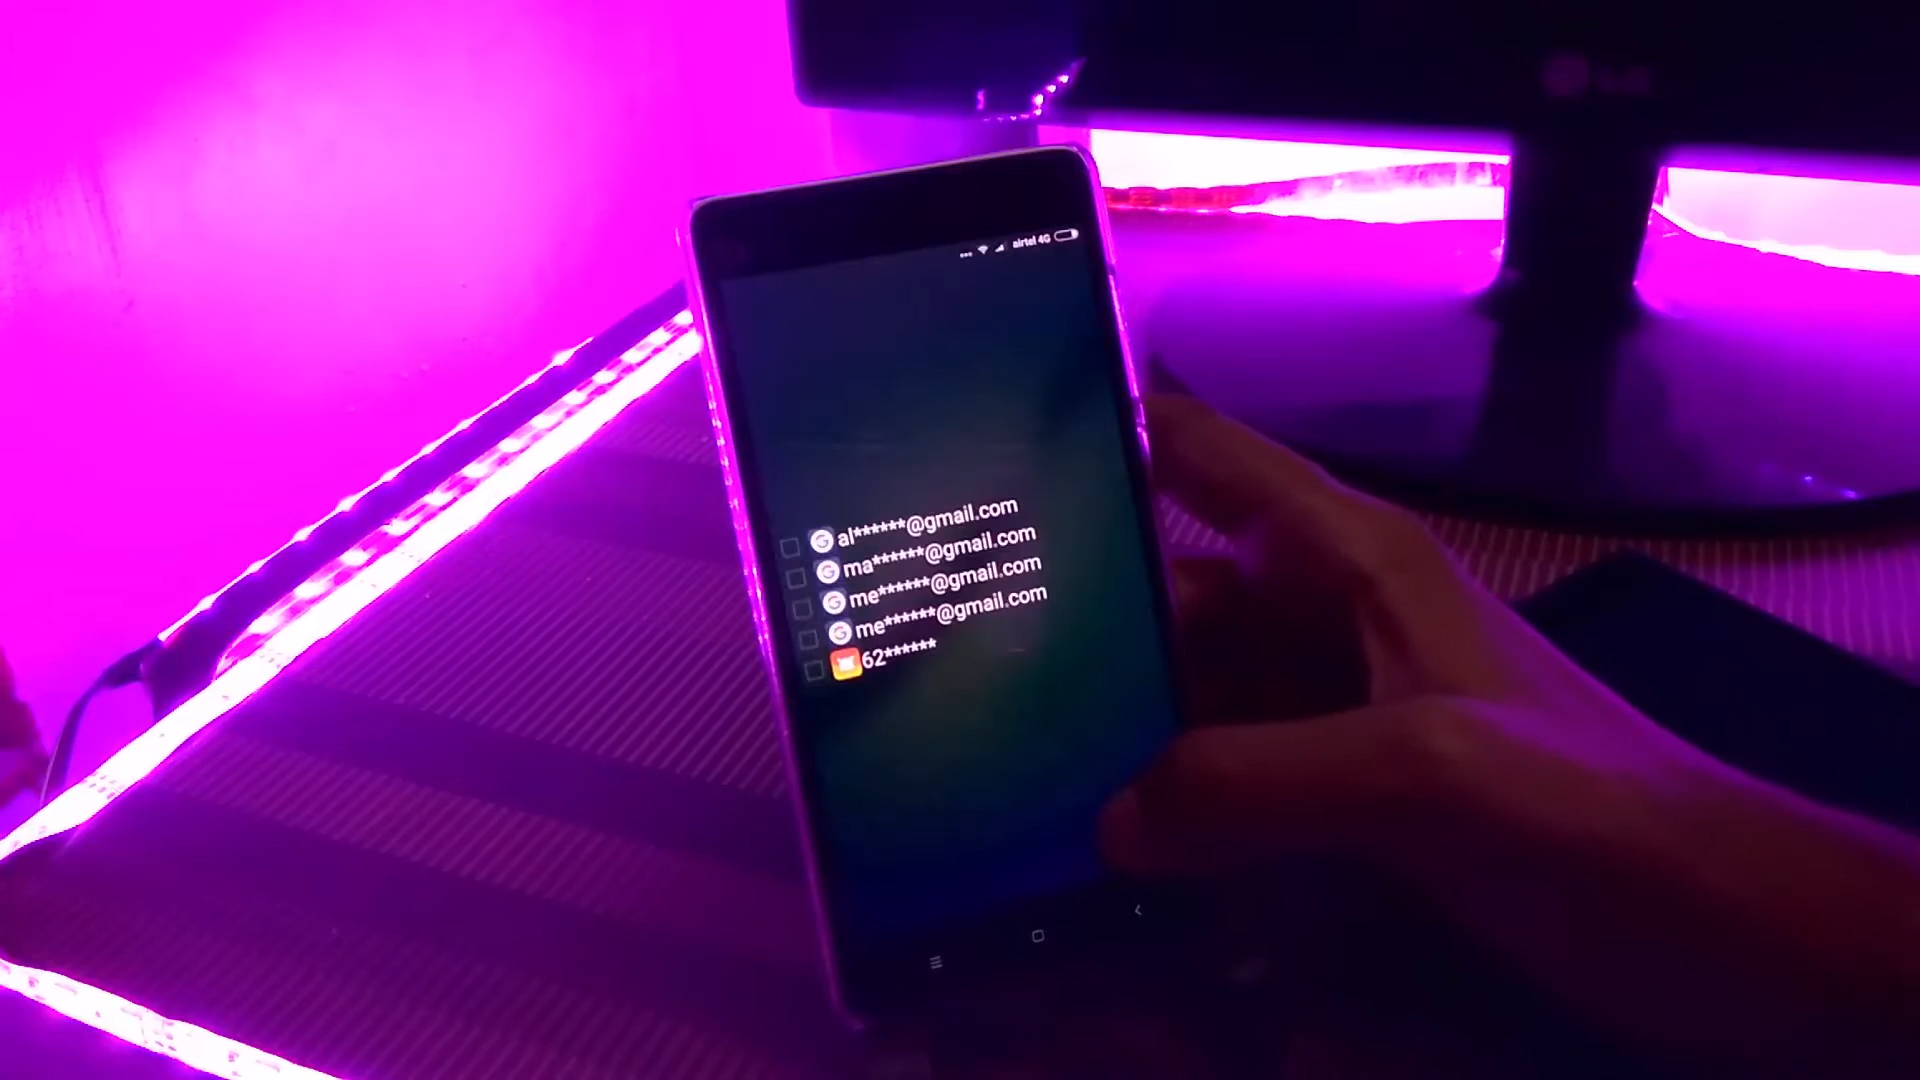 airtel 4G
al******@gmail.com
ma******@gmail.com
me******@gmail.com
me******@gmail.com
62******